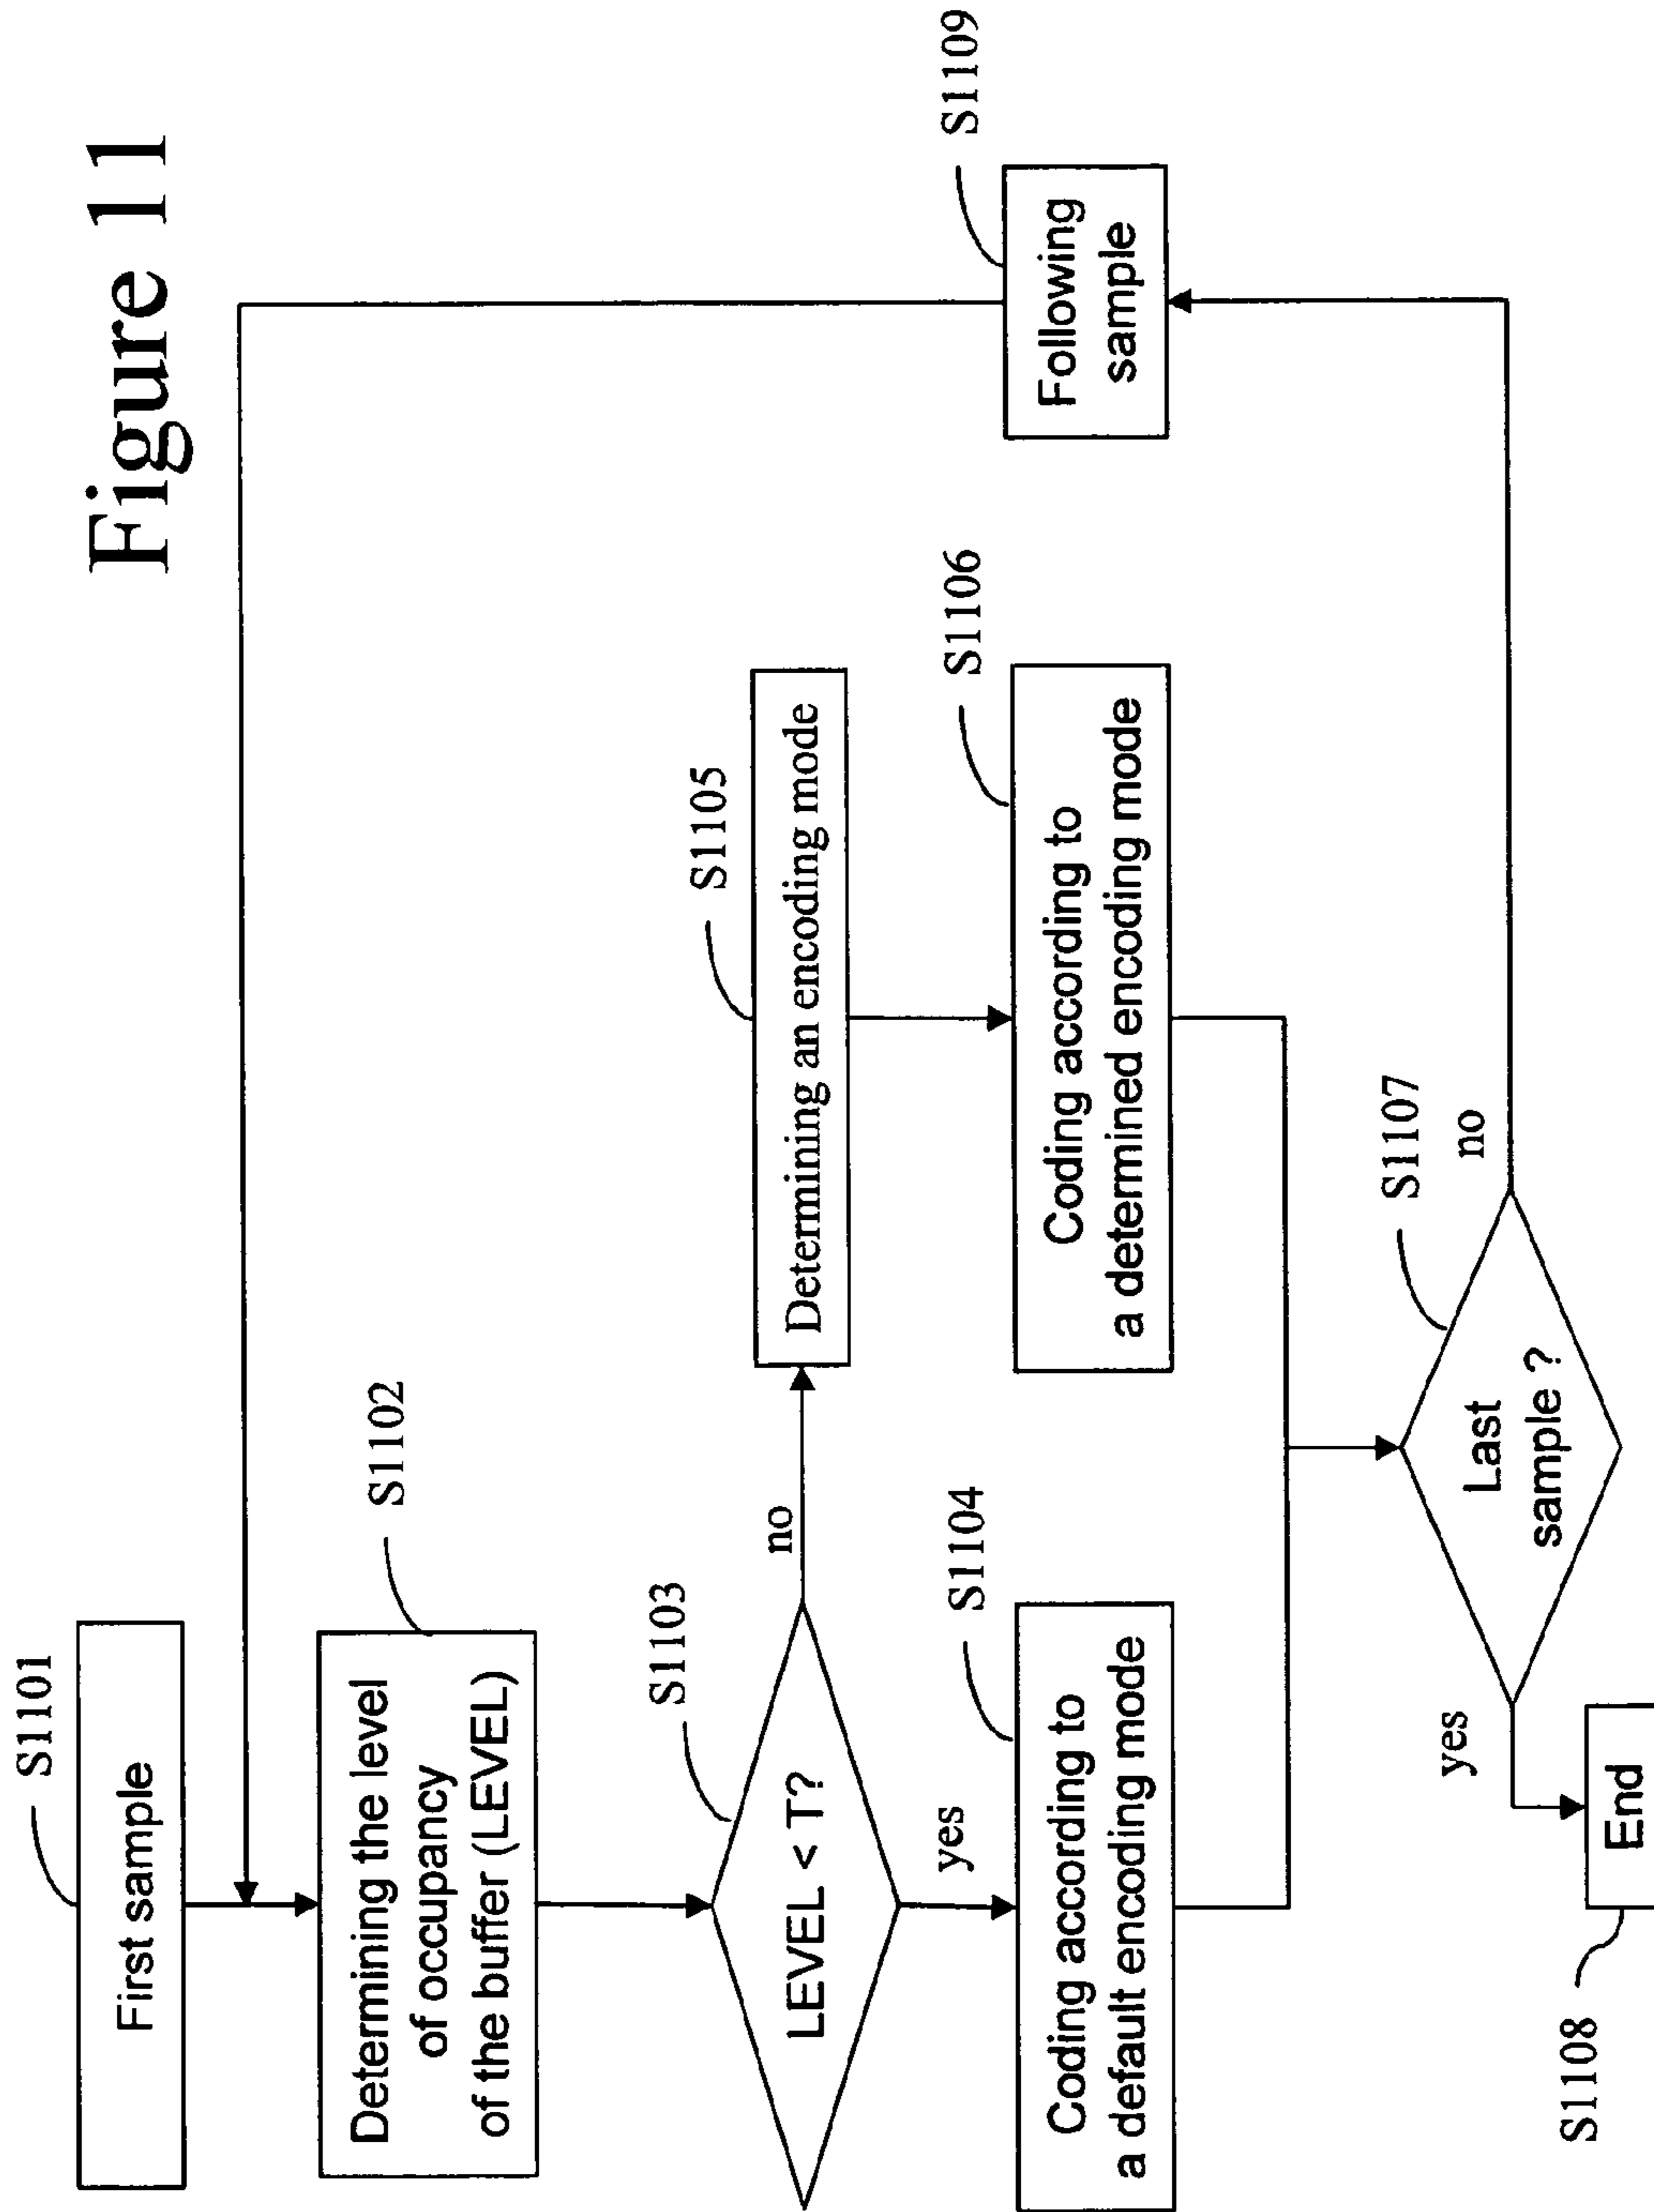 Figure 11
S1101
First sample
S1102
Determining the level
of occupancy
of the buffer (LEVEL)
S1103
LEVEL < T?
no
yes
S1104
Coding according to
a default encoding mode
S1105
Determining an encoding mode
S1106
Coding according to
a determined encoding mode
S1107
Last
sample ?
no
yes
S1108
End
S1109
Following
sample